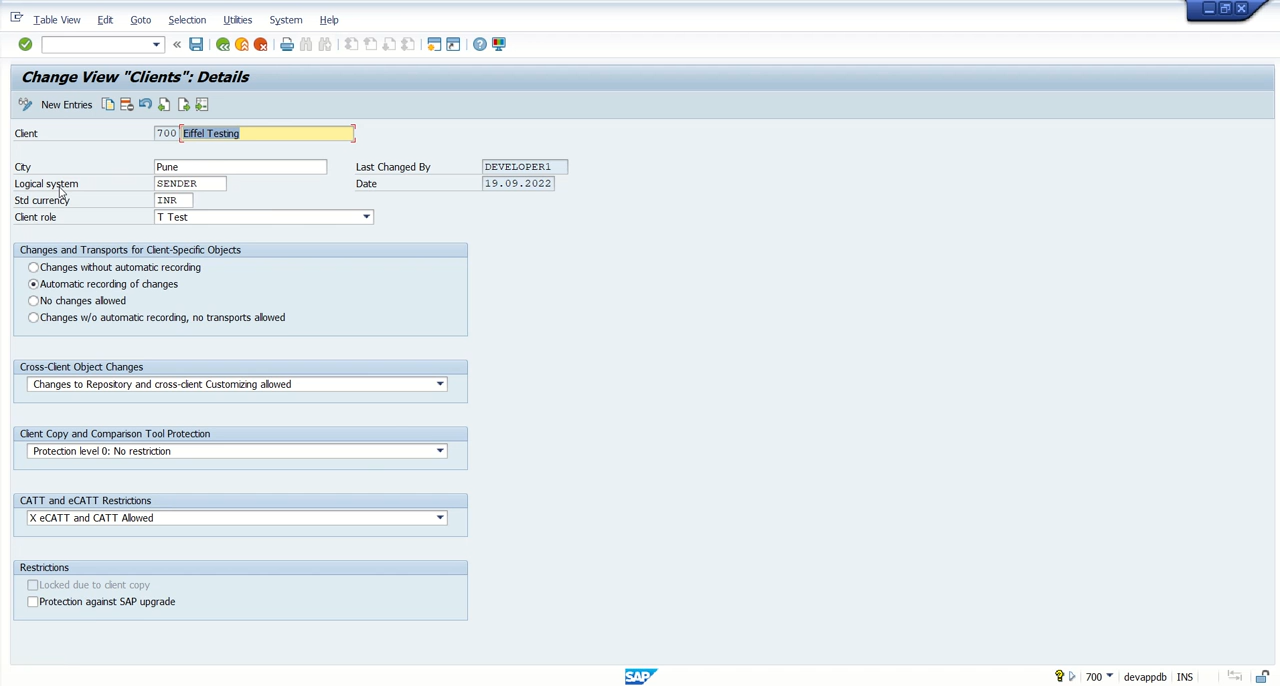 Table View Edit Goto Selection Utilities System Help
Change View "Clients": Details
New Entries
Client 700 Eiffel Testing
City Pune Last Changed By DEVELOPER1
Logical system SENDER Date 19.09.2022
Std currency INR
Client role T Test
Changes and Transports for Client-Specific Objects
Changes without automatic recording
Automatic recording of changes
No changes allowed
Changes w/o automatic recording, no transports allowed
Cross-Client Object Changes
Changes to Repository and cross-client Customizing allowed
Client Copy and Comparison Tool Protection
Protection level 0: No restriction
CATT and eCATT Restrictions
X eCATT and CATT Allowed
Restrictions
Locked due to client copy
Protection against SAP upgrade
SAP 700 devappdb INS